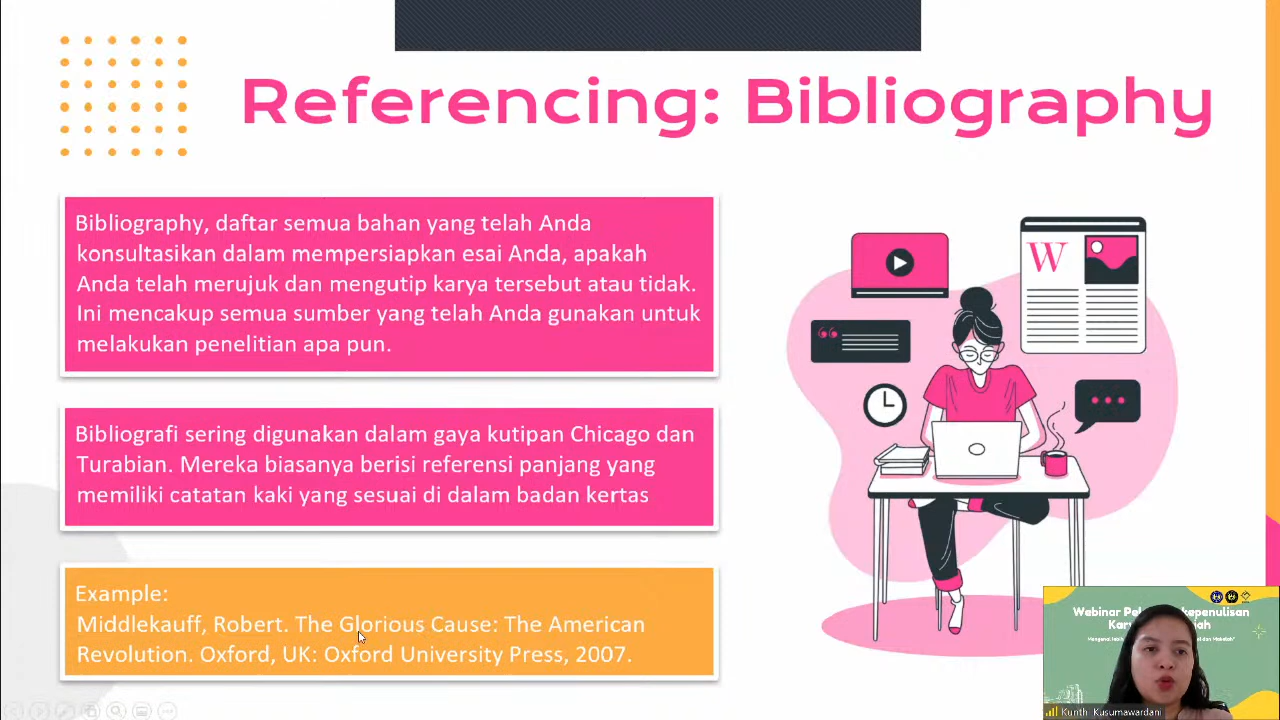 Referencing: Bibliography
Bibliography, daftar semua bahan yang telah Anda
konsultasikan dalam mempersiapkan esai Anda, apakah
Anda telah merujuk dan mengutip karya tersebut atau tidak.
Ini mencakup semua sumber yang telah Anda gunakan untuk
melakukan penelitian apa pun.
Bibliografi sering digunakan dalam gaya kutipan Chicago dan
Turabian. Mereka biasanya berisi referensi panjang yang
memiliki catatan kaki yang sesuai di dalam badan kertas
Example:
Middlekauff, Robert. The Glorious Cause: The American
Revolution. Oxford, UK: Oxford University Press, 2007.
W
Webinar kepenulisan
Kunth Kusumawardani